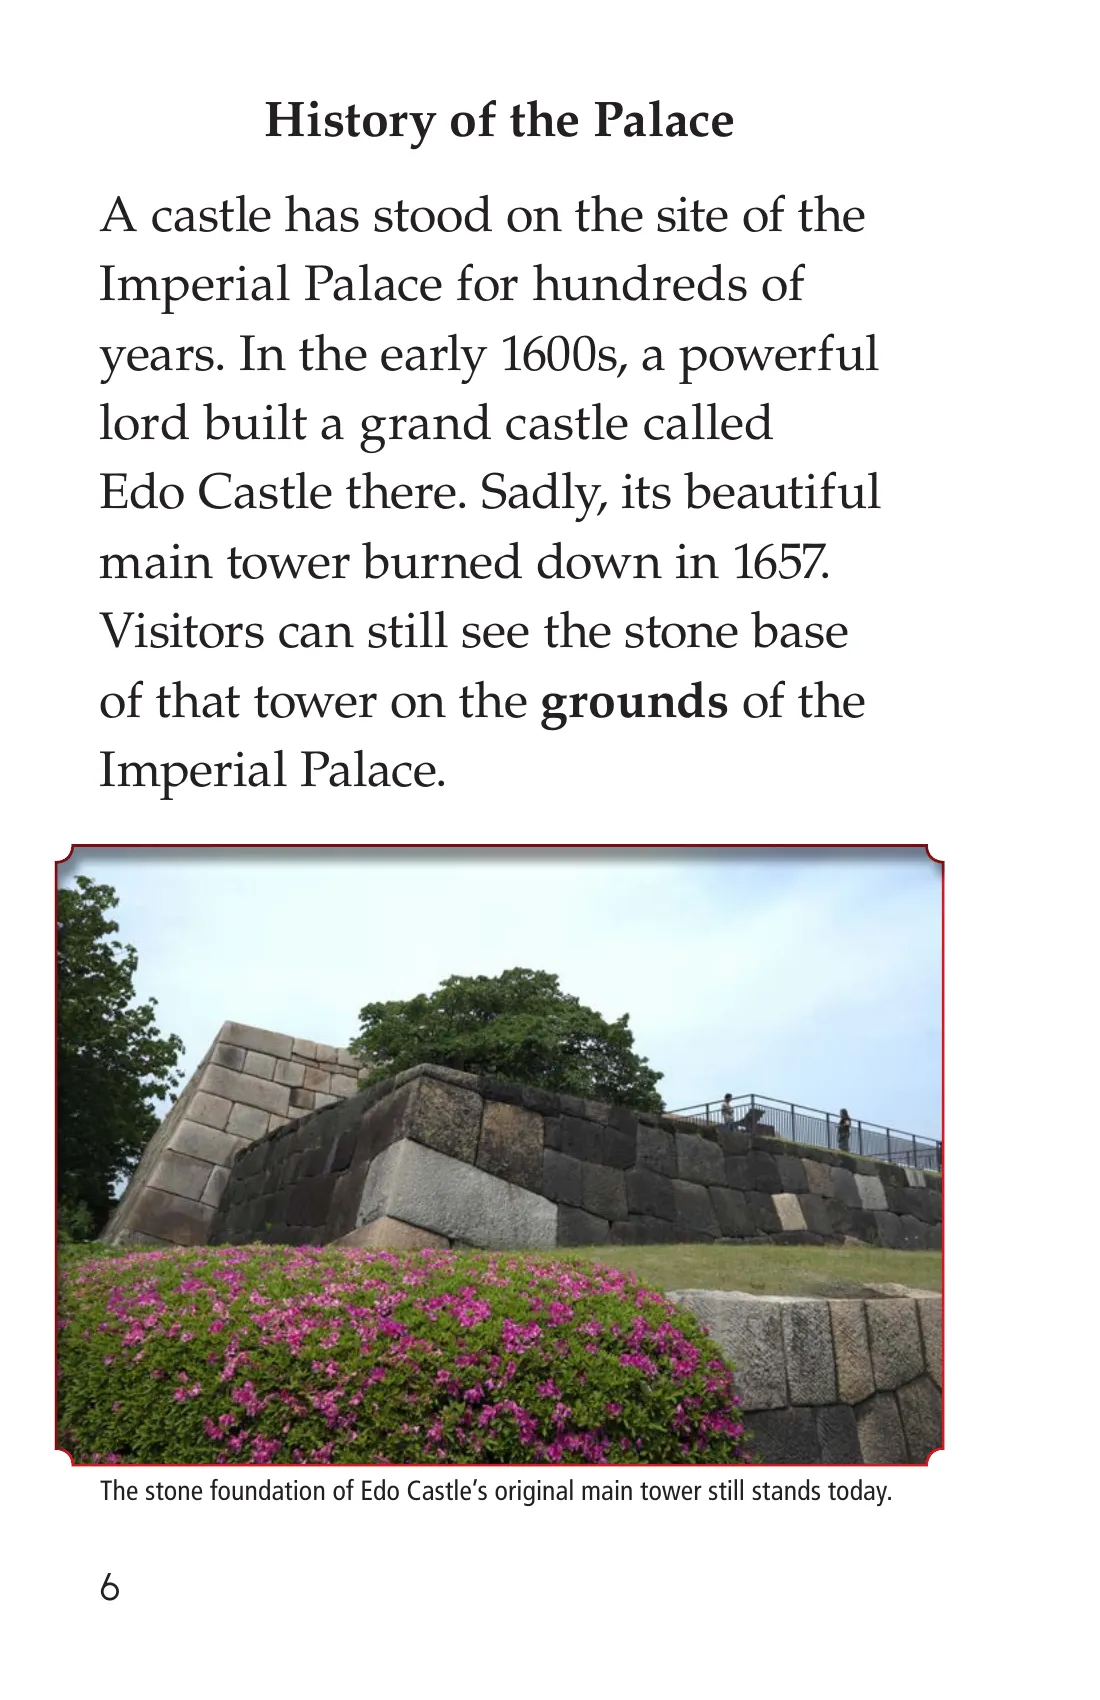 History of the Palace
A castle has stood on the site of the
Imperial Palace for hundreds of
years. In the early 1600s, a powerful
lord built a grand castle called
Edo Castle there. Sadly, its beautiful
main tower burned down in 1657.
Visitors can still see the stone base
of that tower on the grounds of the
Imperial Palace.
The stone foundation of Edo Castle’s original main tower still stands today.
6